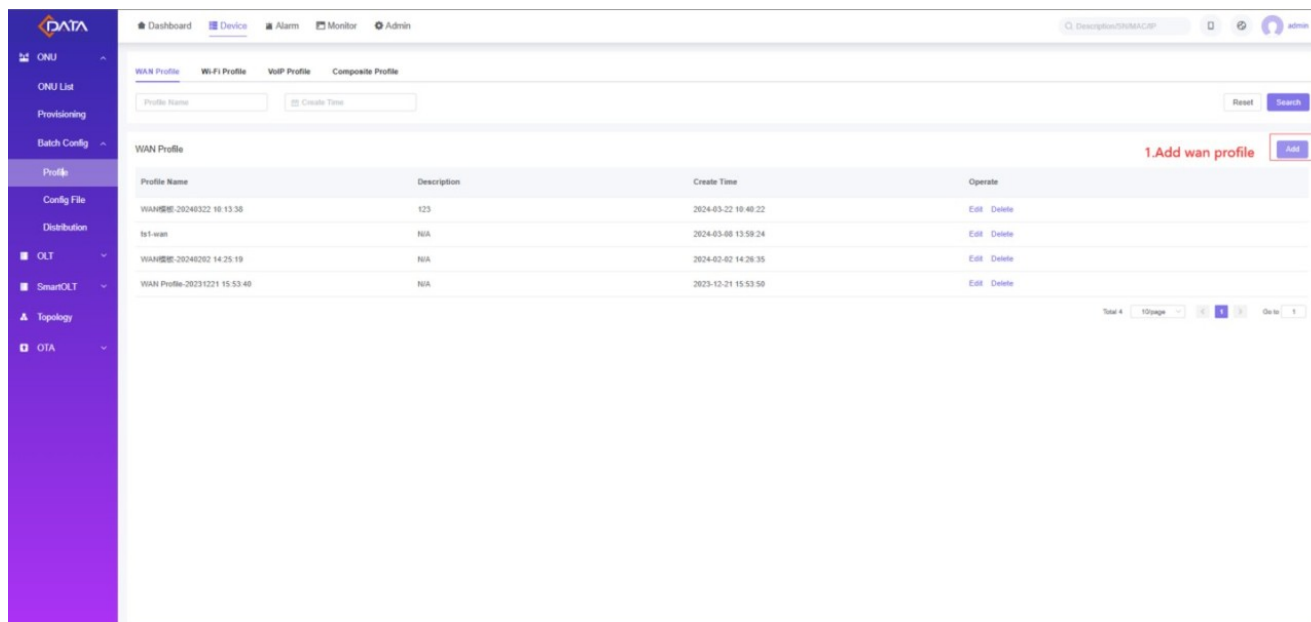 CDATA
Dashboard Device Alarm Monitor Admin
Description/SN/MAC/IP
admin
ONU
ONU List
Provisioning
Batch Config
Profile
Config File
Distribution
OLT
SmartOLT
Topology
OTA
WAN Profile Wi-Fi Profile VoIP Profile Composite Profile
Profile Name Create Time Reset Search
WAN Profile 1.Add wan profile Add
Profile Name Description Create Time Operate
WAN模板-20240322 10:13:38 123 2024-03-22 10:40:22 Edit Delete
ts1-wan N/A 2024-03-08 13:59:24 Edit Delete
WAN模板-20240202 14:25:19 N/A 2024-02-02 14:26:35 Edit Delete
WAN Profile-20231221 15:53:40 N/A 2023-12-21 15:53:50 Edit Delete
Total 4 10/page 1 Go to 1